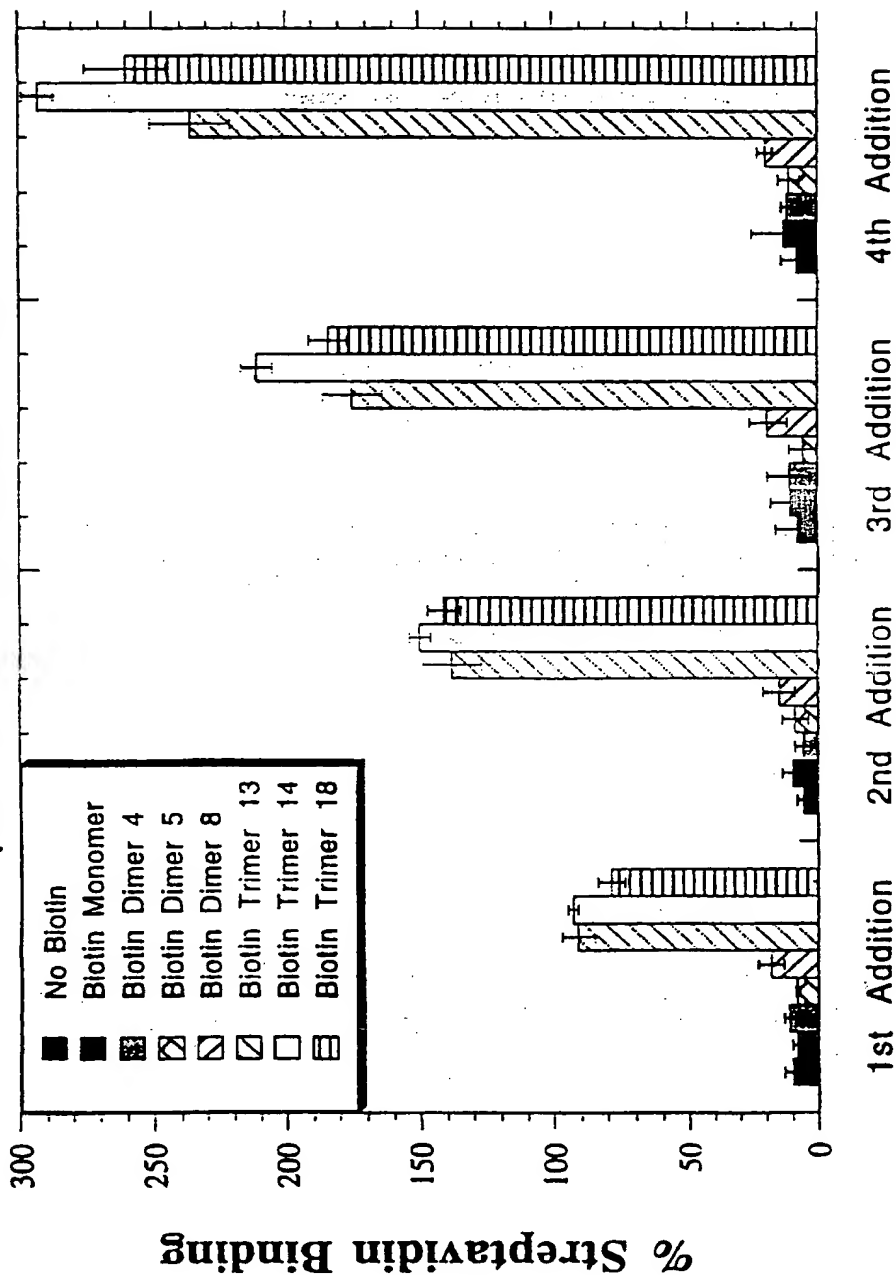 % Streptavidin Binding
300
250
200
150
100
50
0
No Biotin
Biotin Monomer
Biotin Dimer 4
Biotin Dimer 5
Biotin Dimer 8
Biotin Trimer 13
Biotin Trimer 14
Biotin Trimer 18
1st Addition
2nd Addition
3rd Addition
4th Addition